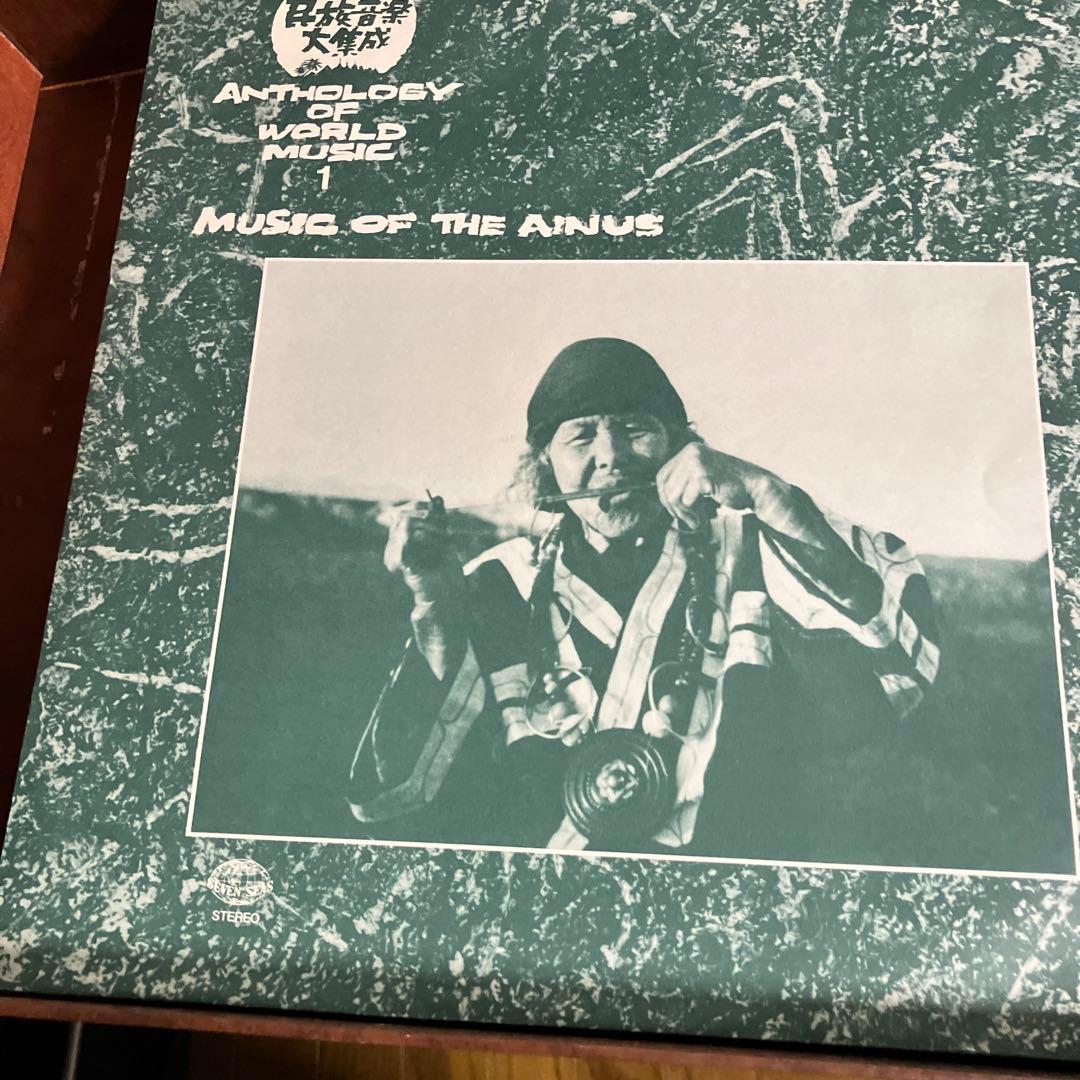 民族音楽
大集成
ANTHOLOGY
OF
WORLD
MUSIC
1
MUSIC OF THE AINUS
SEVEN SEAS
STEREO